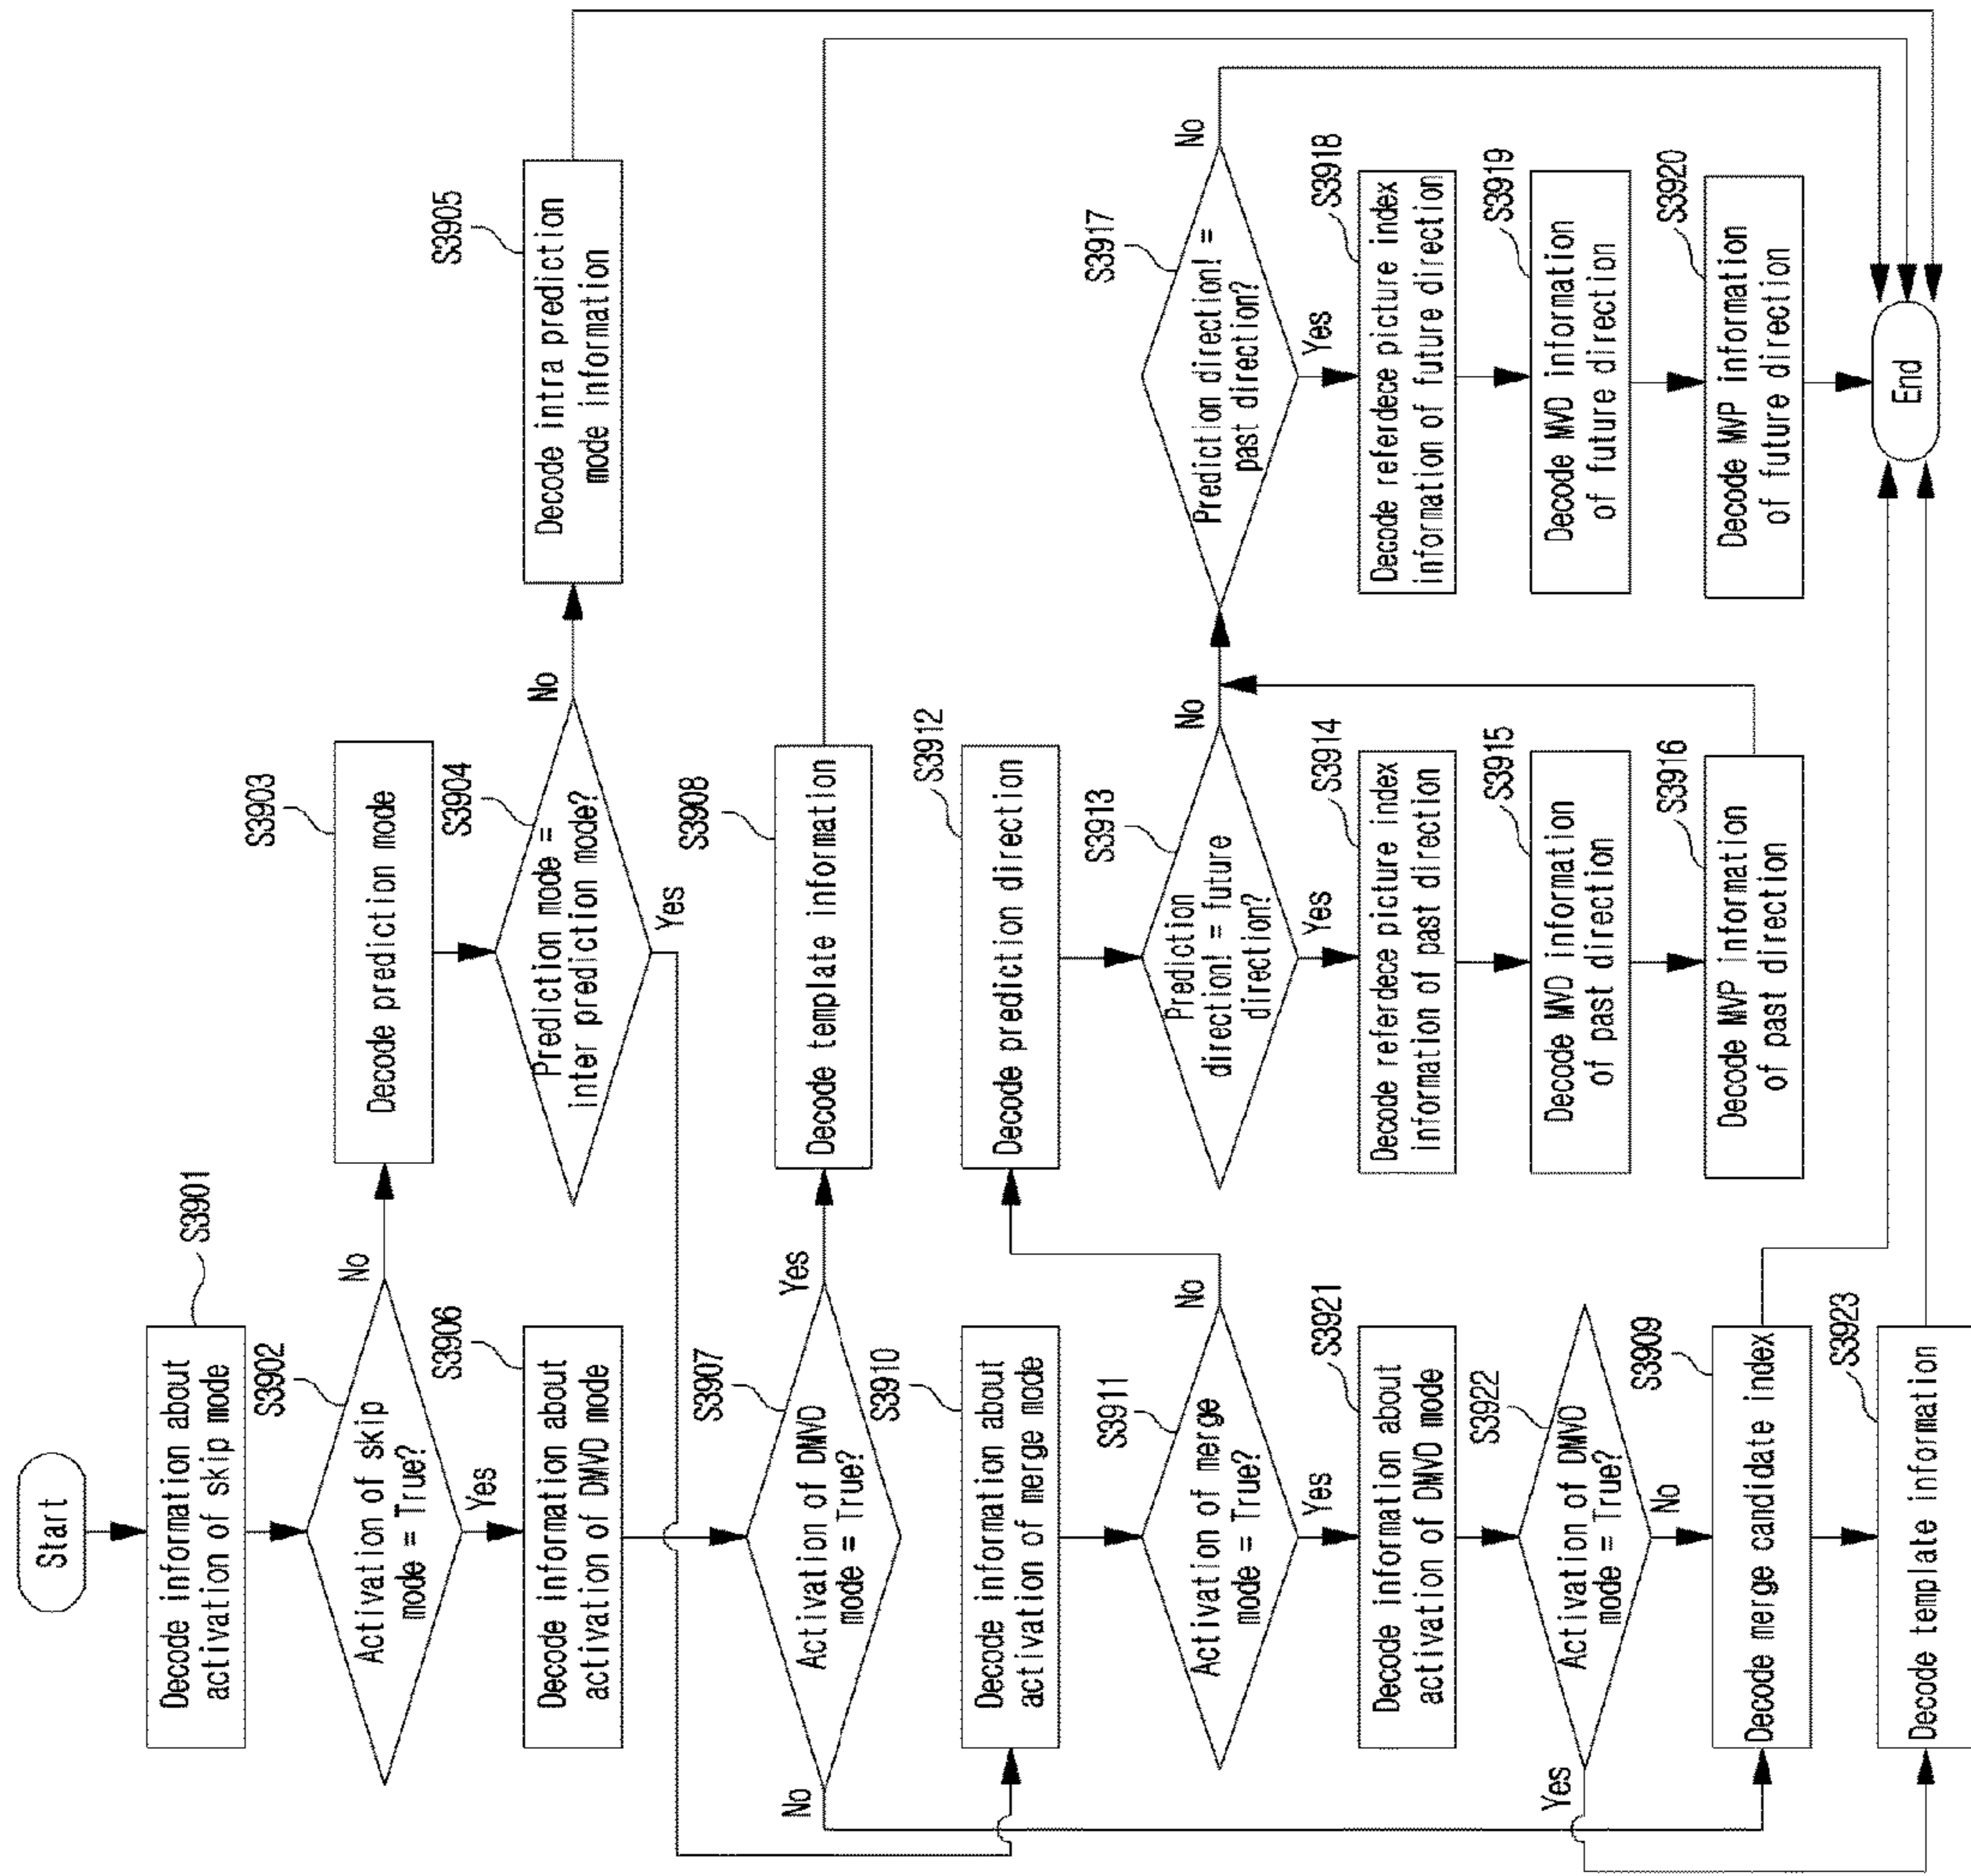 Start
S3901
Decode information about
activation of skip mode
S3902
Activation of skip
mode = True?
No
Yes
S3903
Decode prediction mode
S3904
Prediction mode =
inter prediction mode?
No
Yes
S3905
Decode intra prediction
mode information
S3906
Decode information about
activation of DMVD mode
S3907
Activation of DMVD
mode = True?
Yes
No
S3908
Decode template information
S3910
Decode information about
activation of merge mode
S3911
Activation of merge
mode = True?
No
Yes
S3912
Decode prediction direction
S3913
Prediction
direction! = future
direction?
No
Yes
S3914
Decode referdece picture index
information of past direction
S3915
Decode MVD information
of past direction
S3916
Decode MVP information
of past direction
S3917
Prediction direction! =
past direction?
No
Yes
S3918
Decode referdece picture index
information of future direction
S3919
Decode MVD information
of future direction
S3920
Decode MVP information
of future direction
S3921
Decode information about
activation of DMVD mode
S3922
Activation of DMVD
mode = True?
Yes
No
S3909
Decode merge candidate index
S3923
Decode template information
End